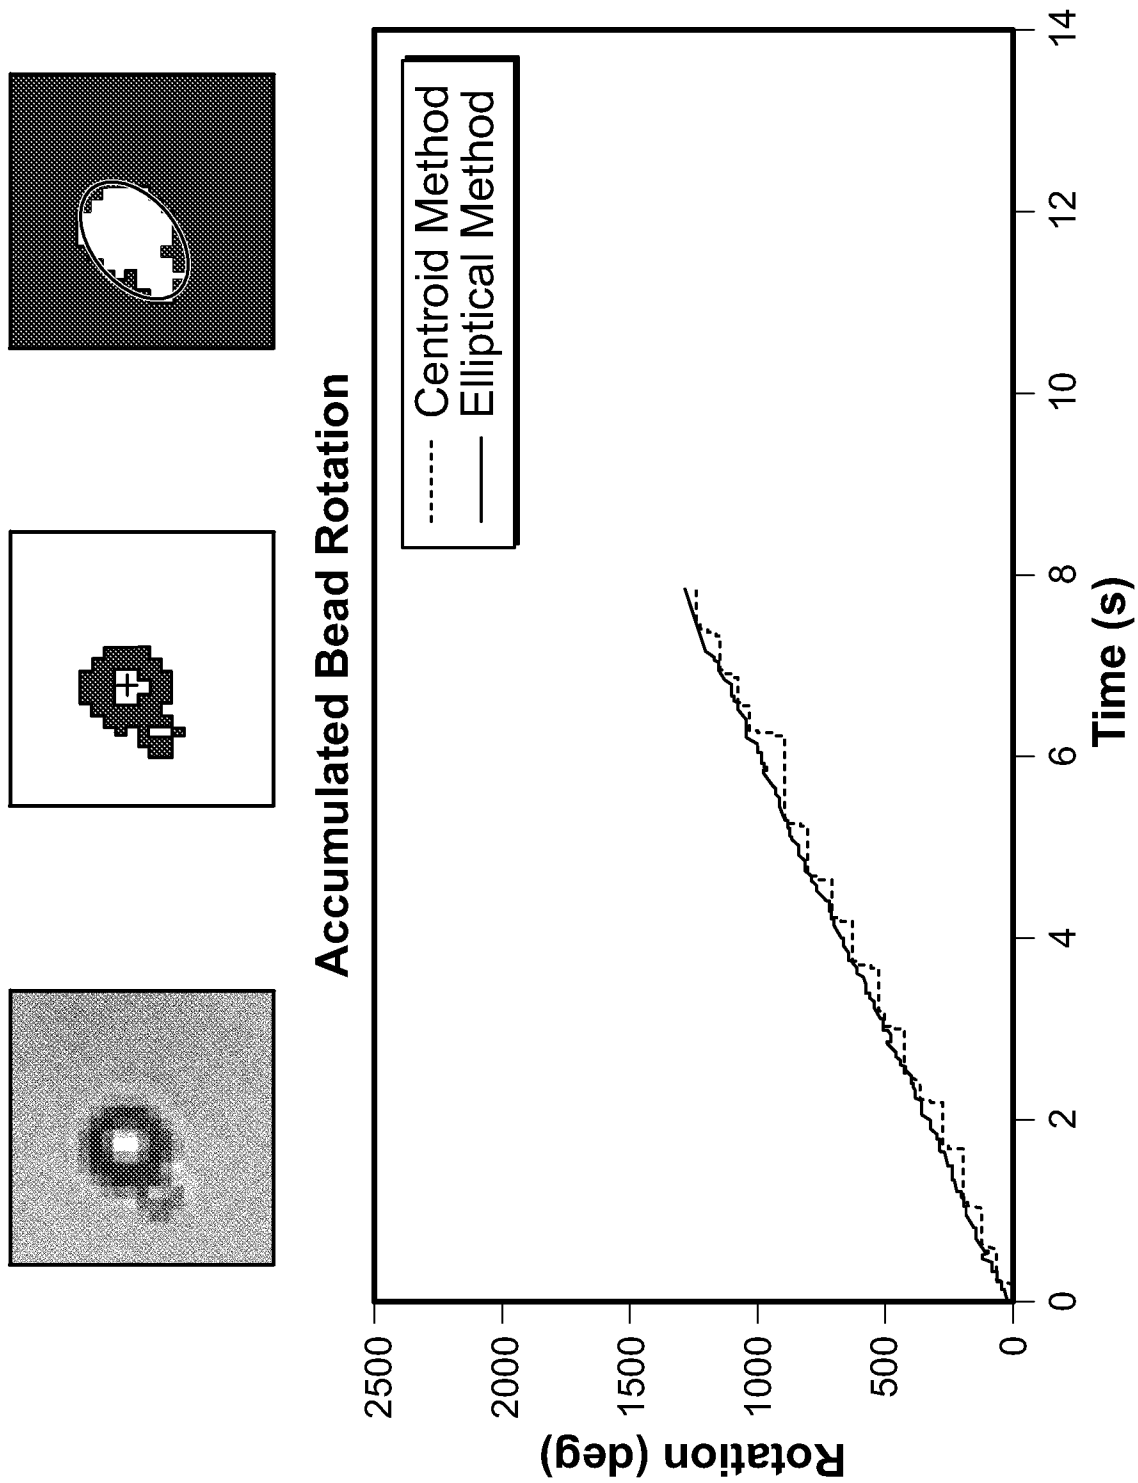 Accumulated Bead Rotation
Centroid Method
Elliptical Method
2500
2000
1500
1000
500
0
Rotation (deg)
0
2
4
6
8
10
12
14
Time (s)